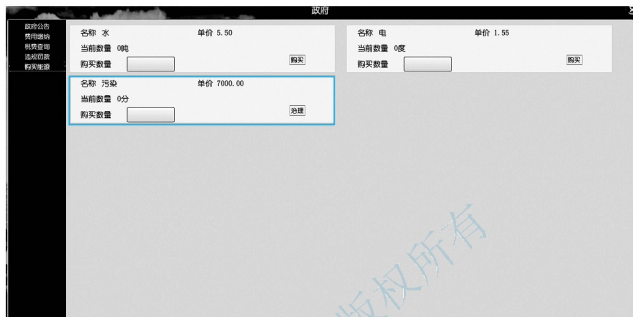 政府
政府公告
费用缴纳
税费查询
违规罚款
购买能源
名称 水 单价 5.50
当前数量 0吨
购买数量 购买
名称 电 单价 1.55
当前数量 0度
购买数量 购买
名称 污染 单价 7000.00
当前数量 0分
购买数量 治理
版权所有